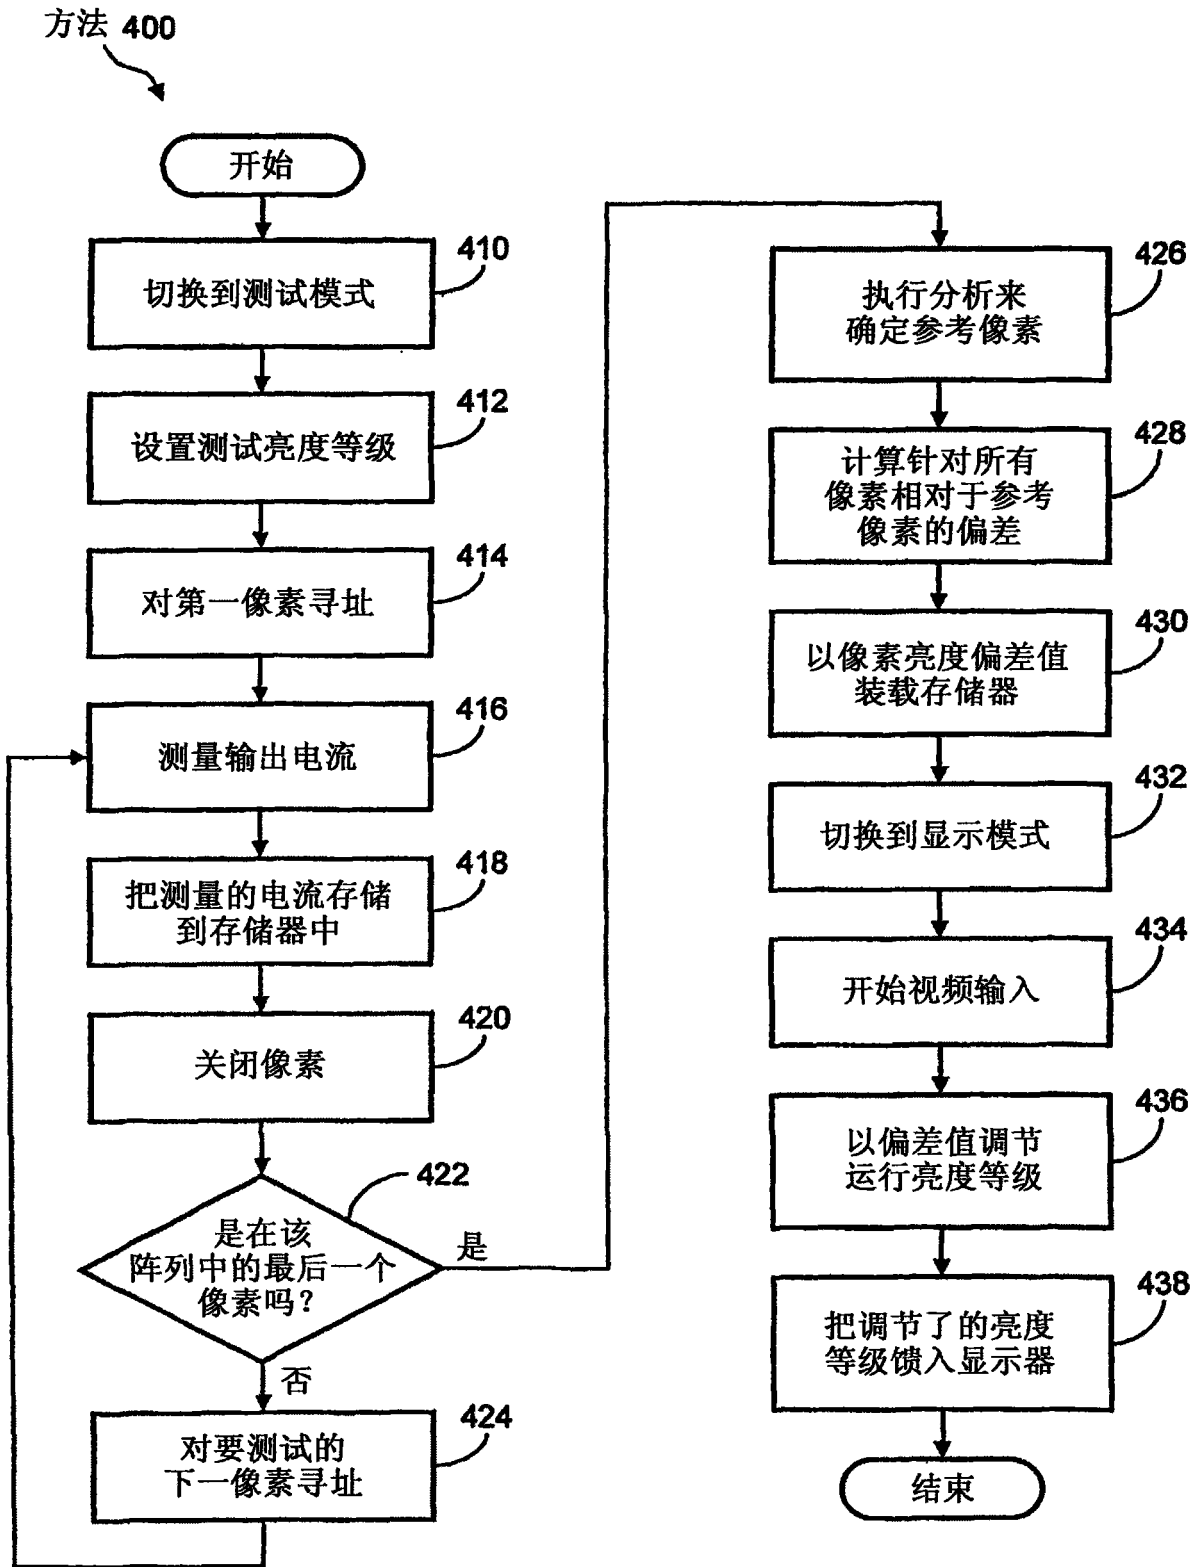 方法 400
开始
410
切换到测试模式
412
设置测试亮度等级
414
对第一像素寻址
416
测量输出电流
418
把测量的电流存储
到存储器中
420
关闭像素
422
是在该
阵列中的最后一个
像素吗？
是
否
424
对要测试的
下一像素寻址
426
执行分析来
确定参考像素
428
计算针对所有
像素相对于参考
像素的偏差
430
以像素亮度偏差值
装载存储器
432
切换到显示模式
434
开始视频输入
436
以偏差值调节
运行亮度等级
438
把调节了的亮度
等级馈入显示器
结束